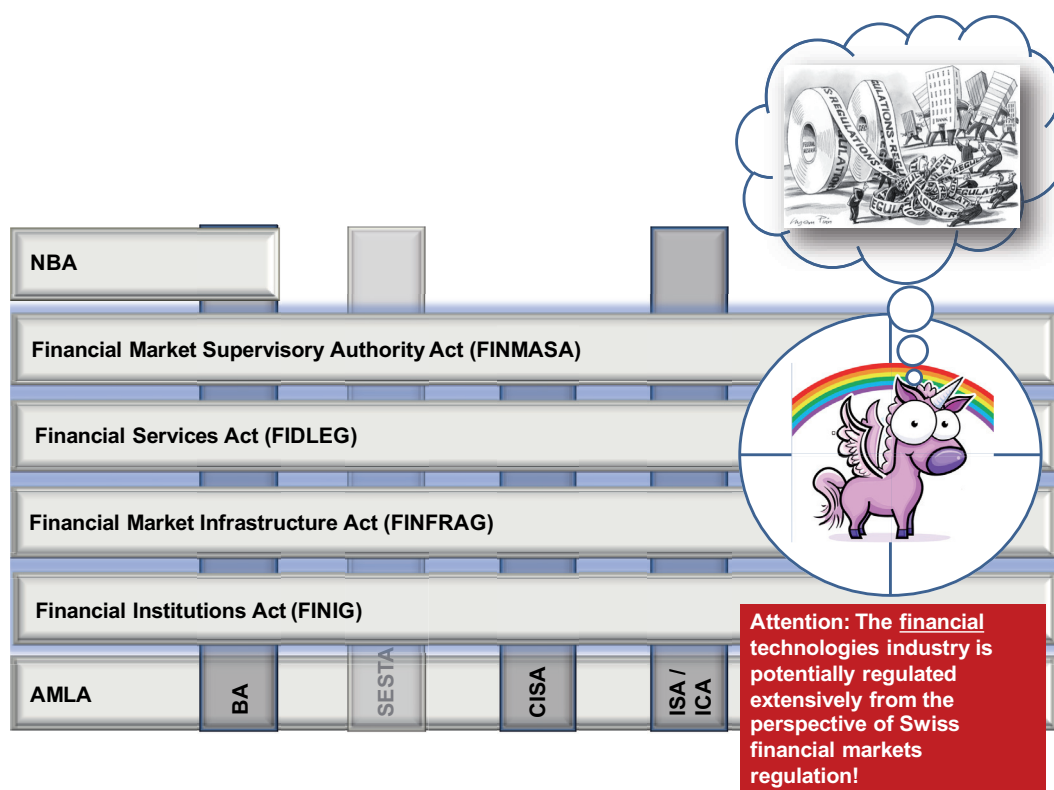 S·REGULATIONS·REGULATIONS
NBA
Financial Market Supervisory Authority Act (FINMASA)
Financial Services Act (FIDLEG)
Financial Market Infrastructure Act (FINFRAG)
Financial Institutions Act (FINIG)
AMLA
BA
SESTA
CISA
ISA /
ICA
Attention: The financial
technologies industry is
potentially regulated
extensively from the
perspective of Swiss
financial markets
regulation!